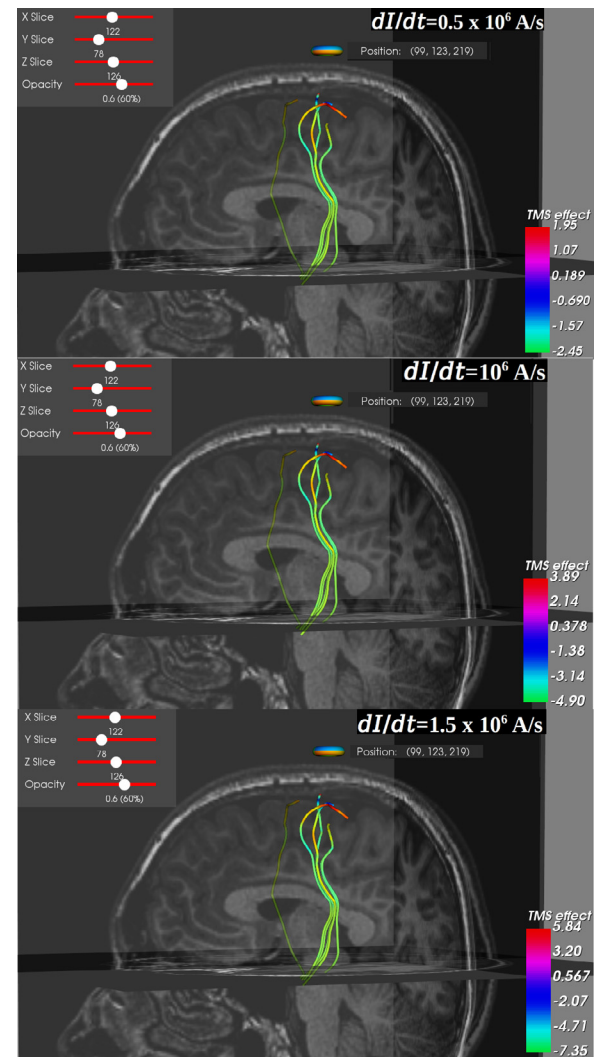 X Slice
122
Y Slice
78
Z Slice
126
Opacity
0.6 (60%)
dI/dt=0.5 x 10⁶ A/s
Position: (99, 123, 219)
TMS effect
1.95
1.07
0.189
-0.690
-1.57
-2.45
X Slice
122
Y Slice
78
Z Slice
126
Opacity
0.6 (60%)
dI/dt=10⁶ A/s
Position: (99, 123, 219)
TMS effect
3.89
2.14
0.378
-1.38
-3.14
-4.90
X Slice
122
Y Slice
78
Z Slice
126
Opacity
0.6 (60%)
dI/dt=1.5 x 10⁶ A/s
Position: (99, 123, 219)
TMS effect
5.84
3.20
0.567
-2.07
-4.71
-7.35